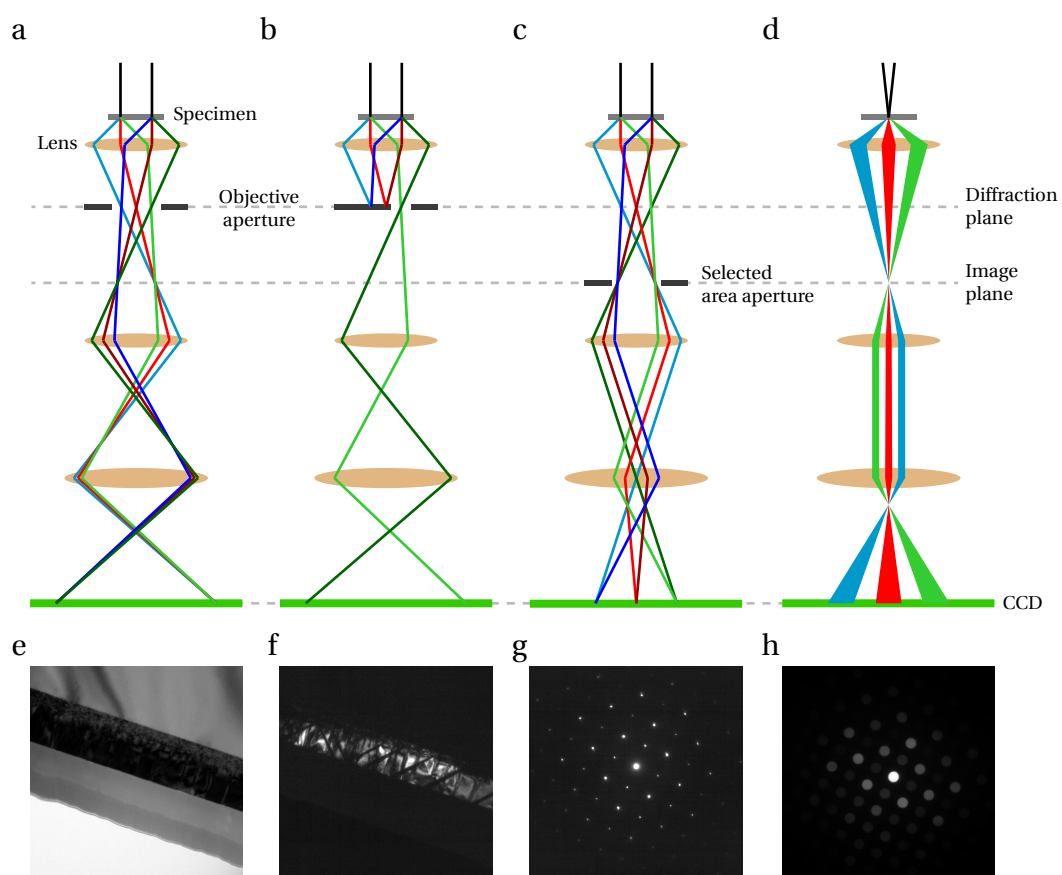 a
b
c
d
Specimen
Lens
Objective
aperture
Diffraction
plane
Selected
area aperture
Image
plane
CCD
e
f
g
h